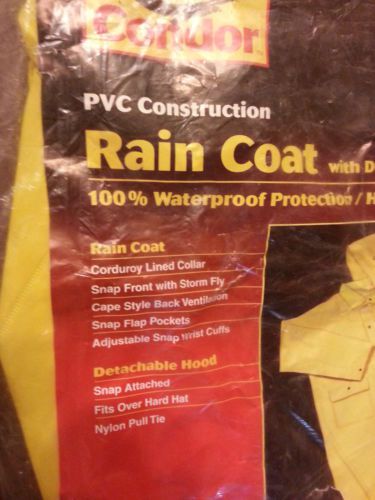 Condor
PVC Construction
Rain Coat with D
100% Waterproof Protection / H
Rain Coat
Corduroy Lined Collar
Snap Front with Storm Fly
Cape Style Back Ventilation
Snap Flap Pockets
Adjustable Snap Wrist Cuffs
Detachable Hood
Snap Attached
Fits Over Hard Hat
Nylon Pull Tie